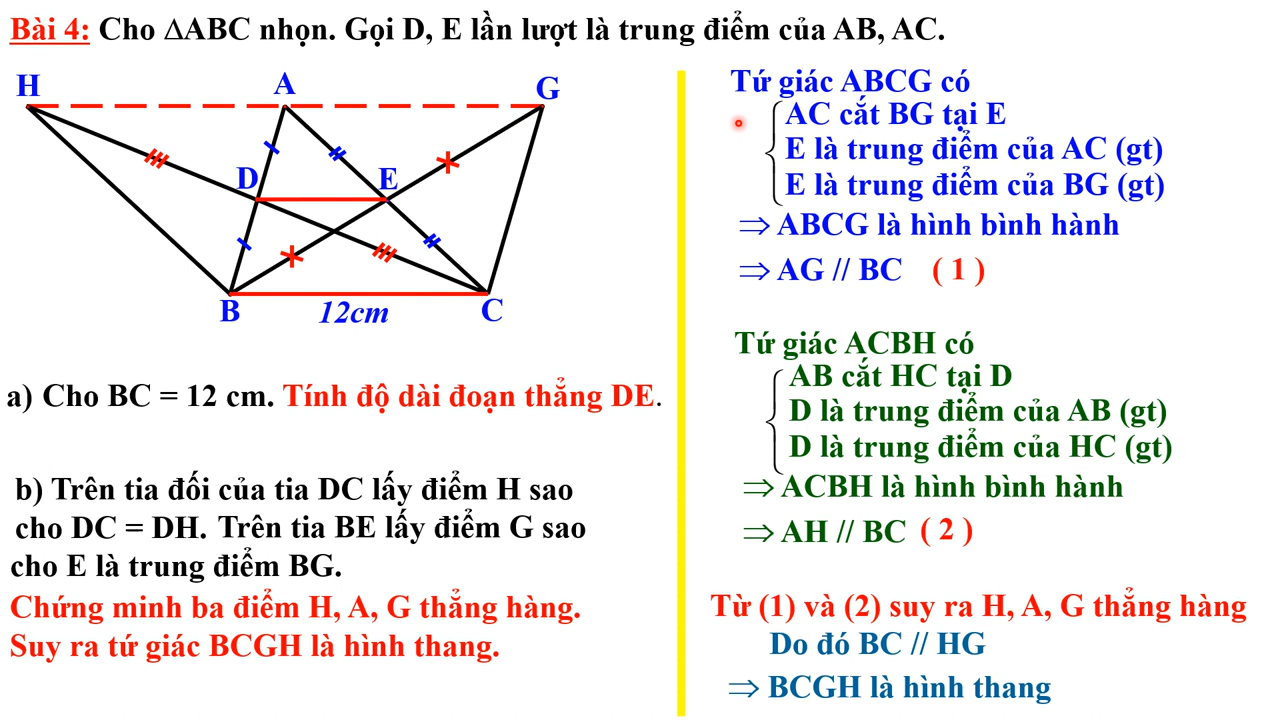 Bài 4: Cho ∆ABC nhọn. Gọi D, E lần lượt là trung điểm của AB, AC.
H
A
G
D
E
B
12cm
C
a) Cho BC = 12 cm. Tính độ dài đoạn thẳng DE.
b) Trên tia đối của tia DC lấy điểm H sao
cho DC = DH. Trên tia BE lấy điểm G sao
cho E là trung điểm BG.
Chứng minh ba điểm H, A, G thẳng hàng.
Suy ra tứ giác BCGH là hình thang.
Tứ giác ABCG có
AC cắt BG tại E
E là trung điểm của AC (gt)
E là trung điểm của BG (gt)
⇒ ABCG là hình bình hành
⇒ AG // BC ( 1 )
Tứ giác ACBH có
AB cắt HC tại D
D là trung điểm của AB (gt)
D là trung điểm của HC (gt)
⇒ ACBH là hình bình hành
⇒ AH // BC ( 2 )
Từ (1) và (2) suy ra H, A, G thẳng hàng
Do đó BC // HG
⇒ BCGH là hình thang